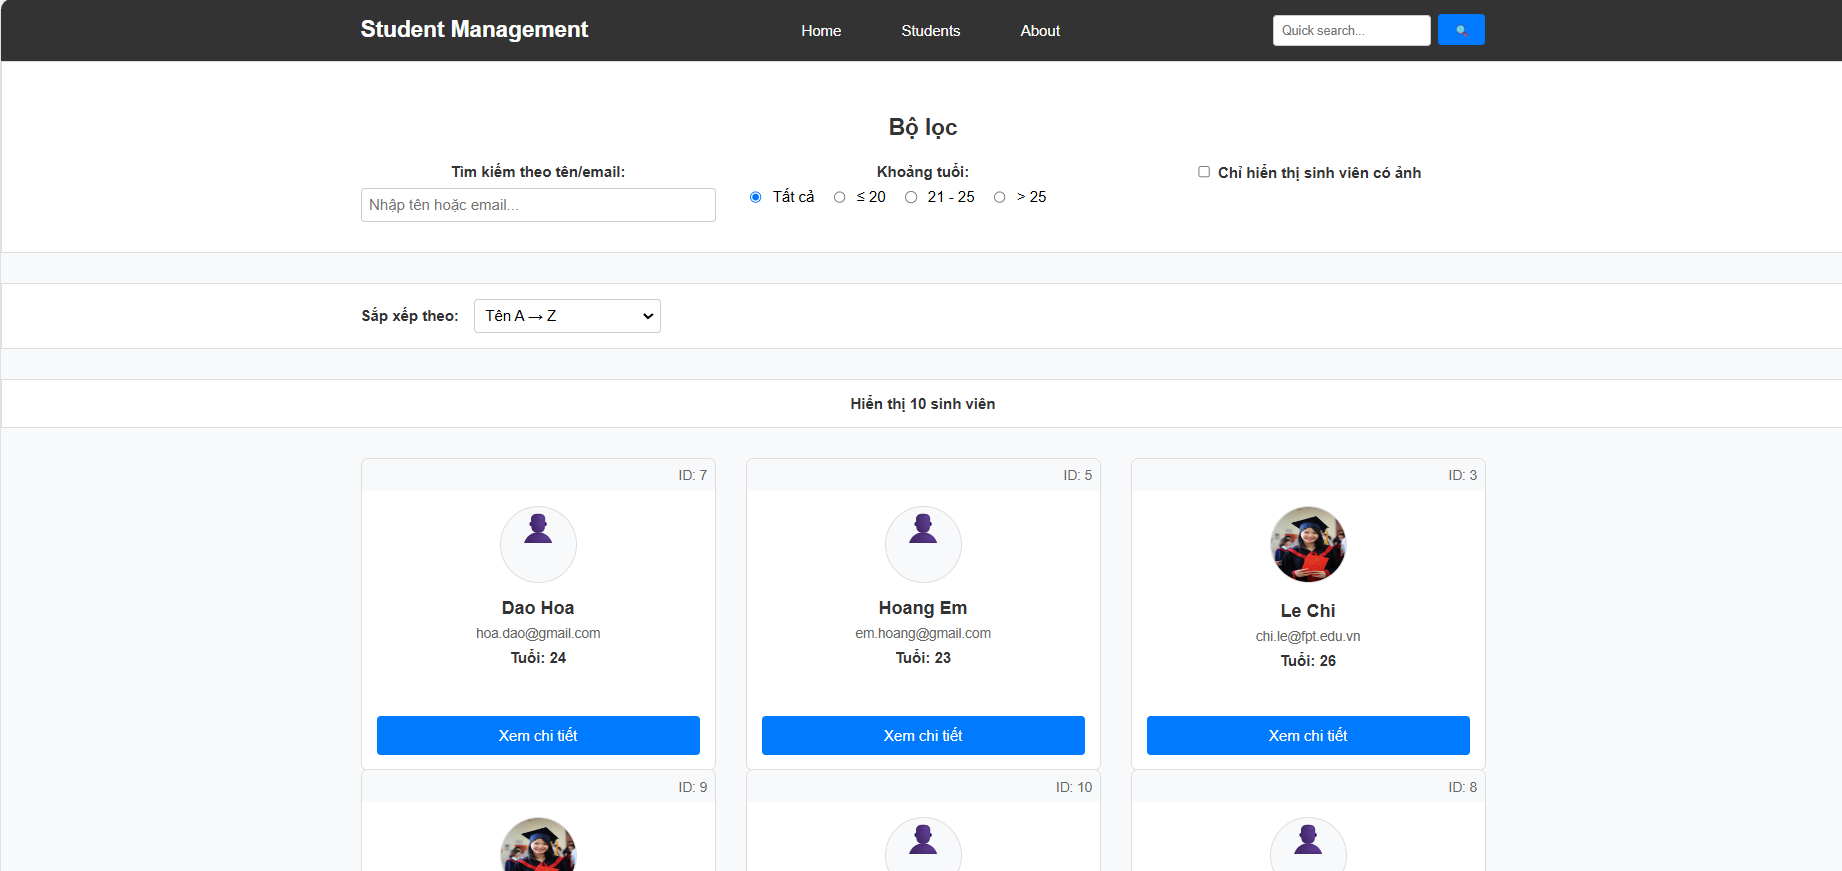 Student Management
Home
Students
About
Quick search...
Bộ lọc
Tìm kiếm theo tên/email:
Nhập tên hoặc email...
Khoảng tuổi:
Tất cả
≤ 20
21 - 25
> 25
Chỉ hiển thị sinh viên có ảnh
Sắp xếp theo:
Tên A → Z
Hiển thị 10 sinh viên
ID: 7
Dao Hoa
hoa.dao@gmail.com
Tuổi: 24
Xem chi tiết
ID: 5
Hoang Em
em.hoang@gmail.com
Tuổi: 23
Xem chi tiết
ID: 3
Le Chi
chi.le@fpt.edu.vn
Tuổi: 26
Xem chi tiết
ID: 9
ID: 10
ID: 8